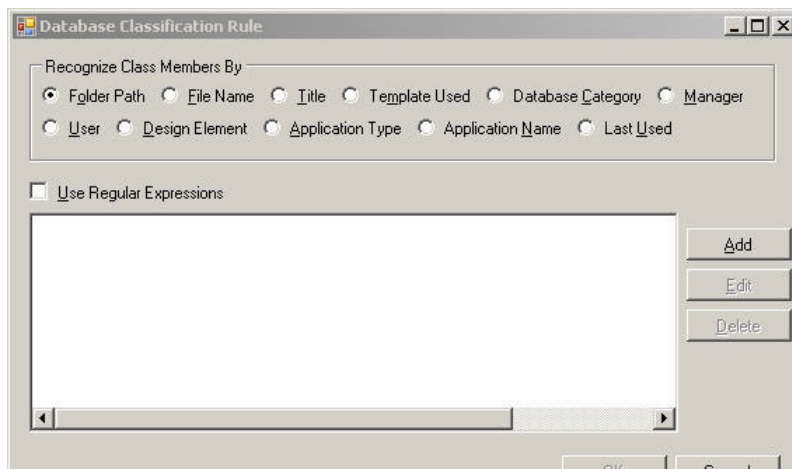 Database Classification Rule
Recognize Class Members By
Folder Path File Name Title Template Used Database Category Manager
User Design Element Application Type Application Name Last Used
Use Regular Expressions
Add
Edit
Delete